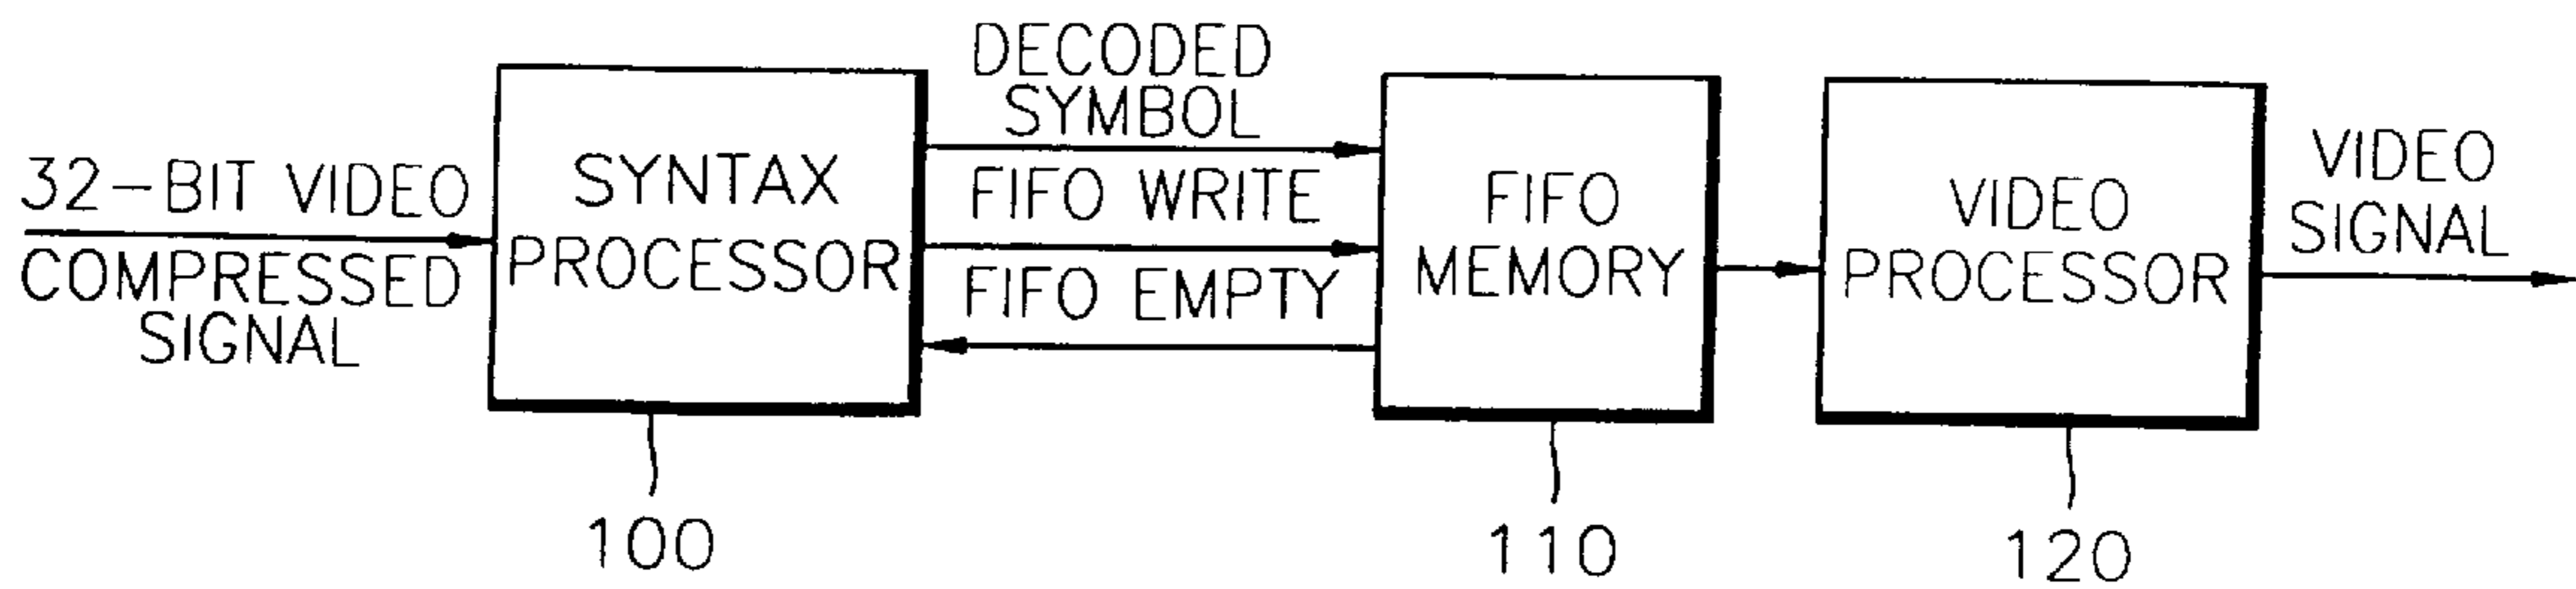 32-BIT VIDEO
COMPRESSED
SIGNAL
SYNTAX
PROCESSOR
100
DECODED
SYMBOL
FIFO WRITE
FIFO EMPTY
FIFO
MEMORY
110
VIDEO
PROCESSOR
120
VIDEO
SIGNAL